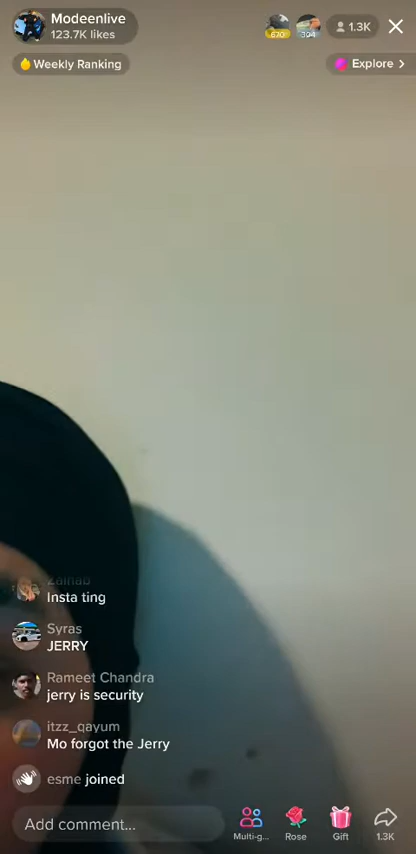 Modeenlive
123.7K likes
670
304
1.3K
Weekly Ranking
Explore
Zainab
Insta ting
Syras
JERRY
Rameet Chandra
jerry is security
itzz_qayum
Mo forgot the Jerry
esme joined
Add comment...
Multi-g...
Rose
Gift
1.3K